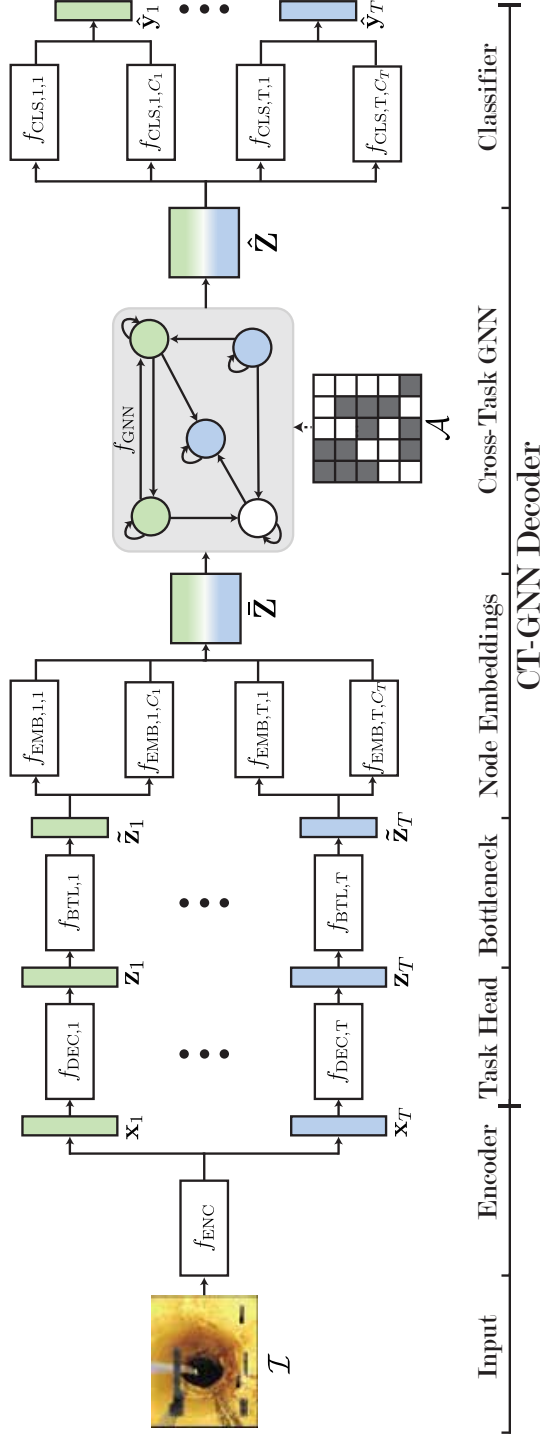 𝓘
f_ENC
x_1
x_T
f_DEC,1
f_DEC,T
z_1
z_T
f_BTL,1
f_BTL,T
z̃_1
z̃_T
f_EMB,1,1
f_EMB,1,C_1
f_EMB,T,1
f_EMB,T,C_T
Z̄
f_GNN
𝓐
Ẑ
f_CLS,1,1
f_CLS,1,C_1
f_CLS,T,1
f_CLS,T,C_T
ŷ_1
ŷ_T
Input
Encoder
Task Head
Bottleneck
Node Embeddings
Cross-Task GNN
Classifier
CT-GNN Decoder